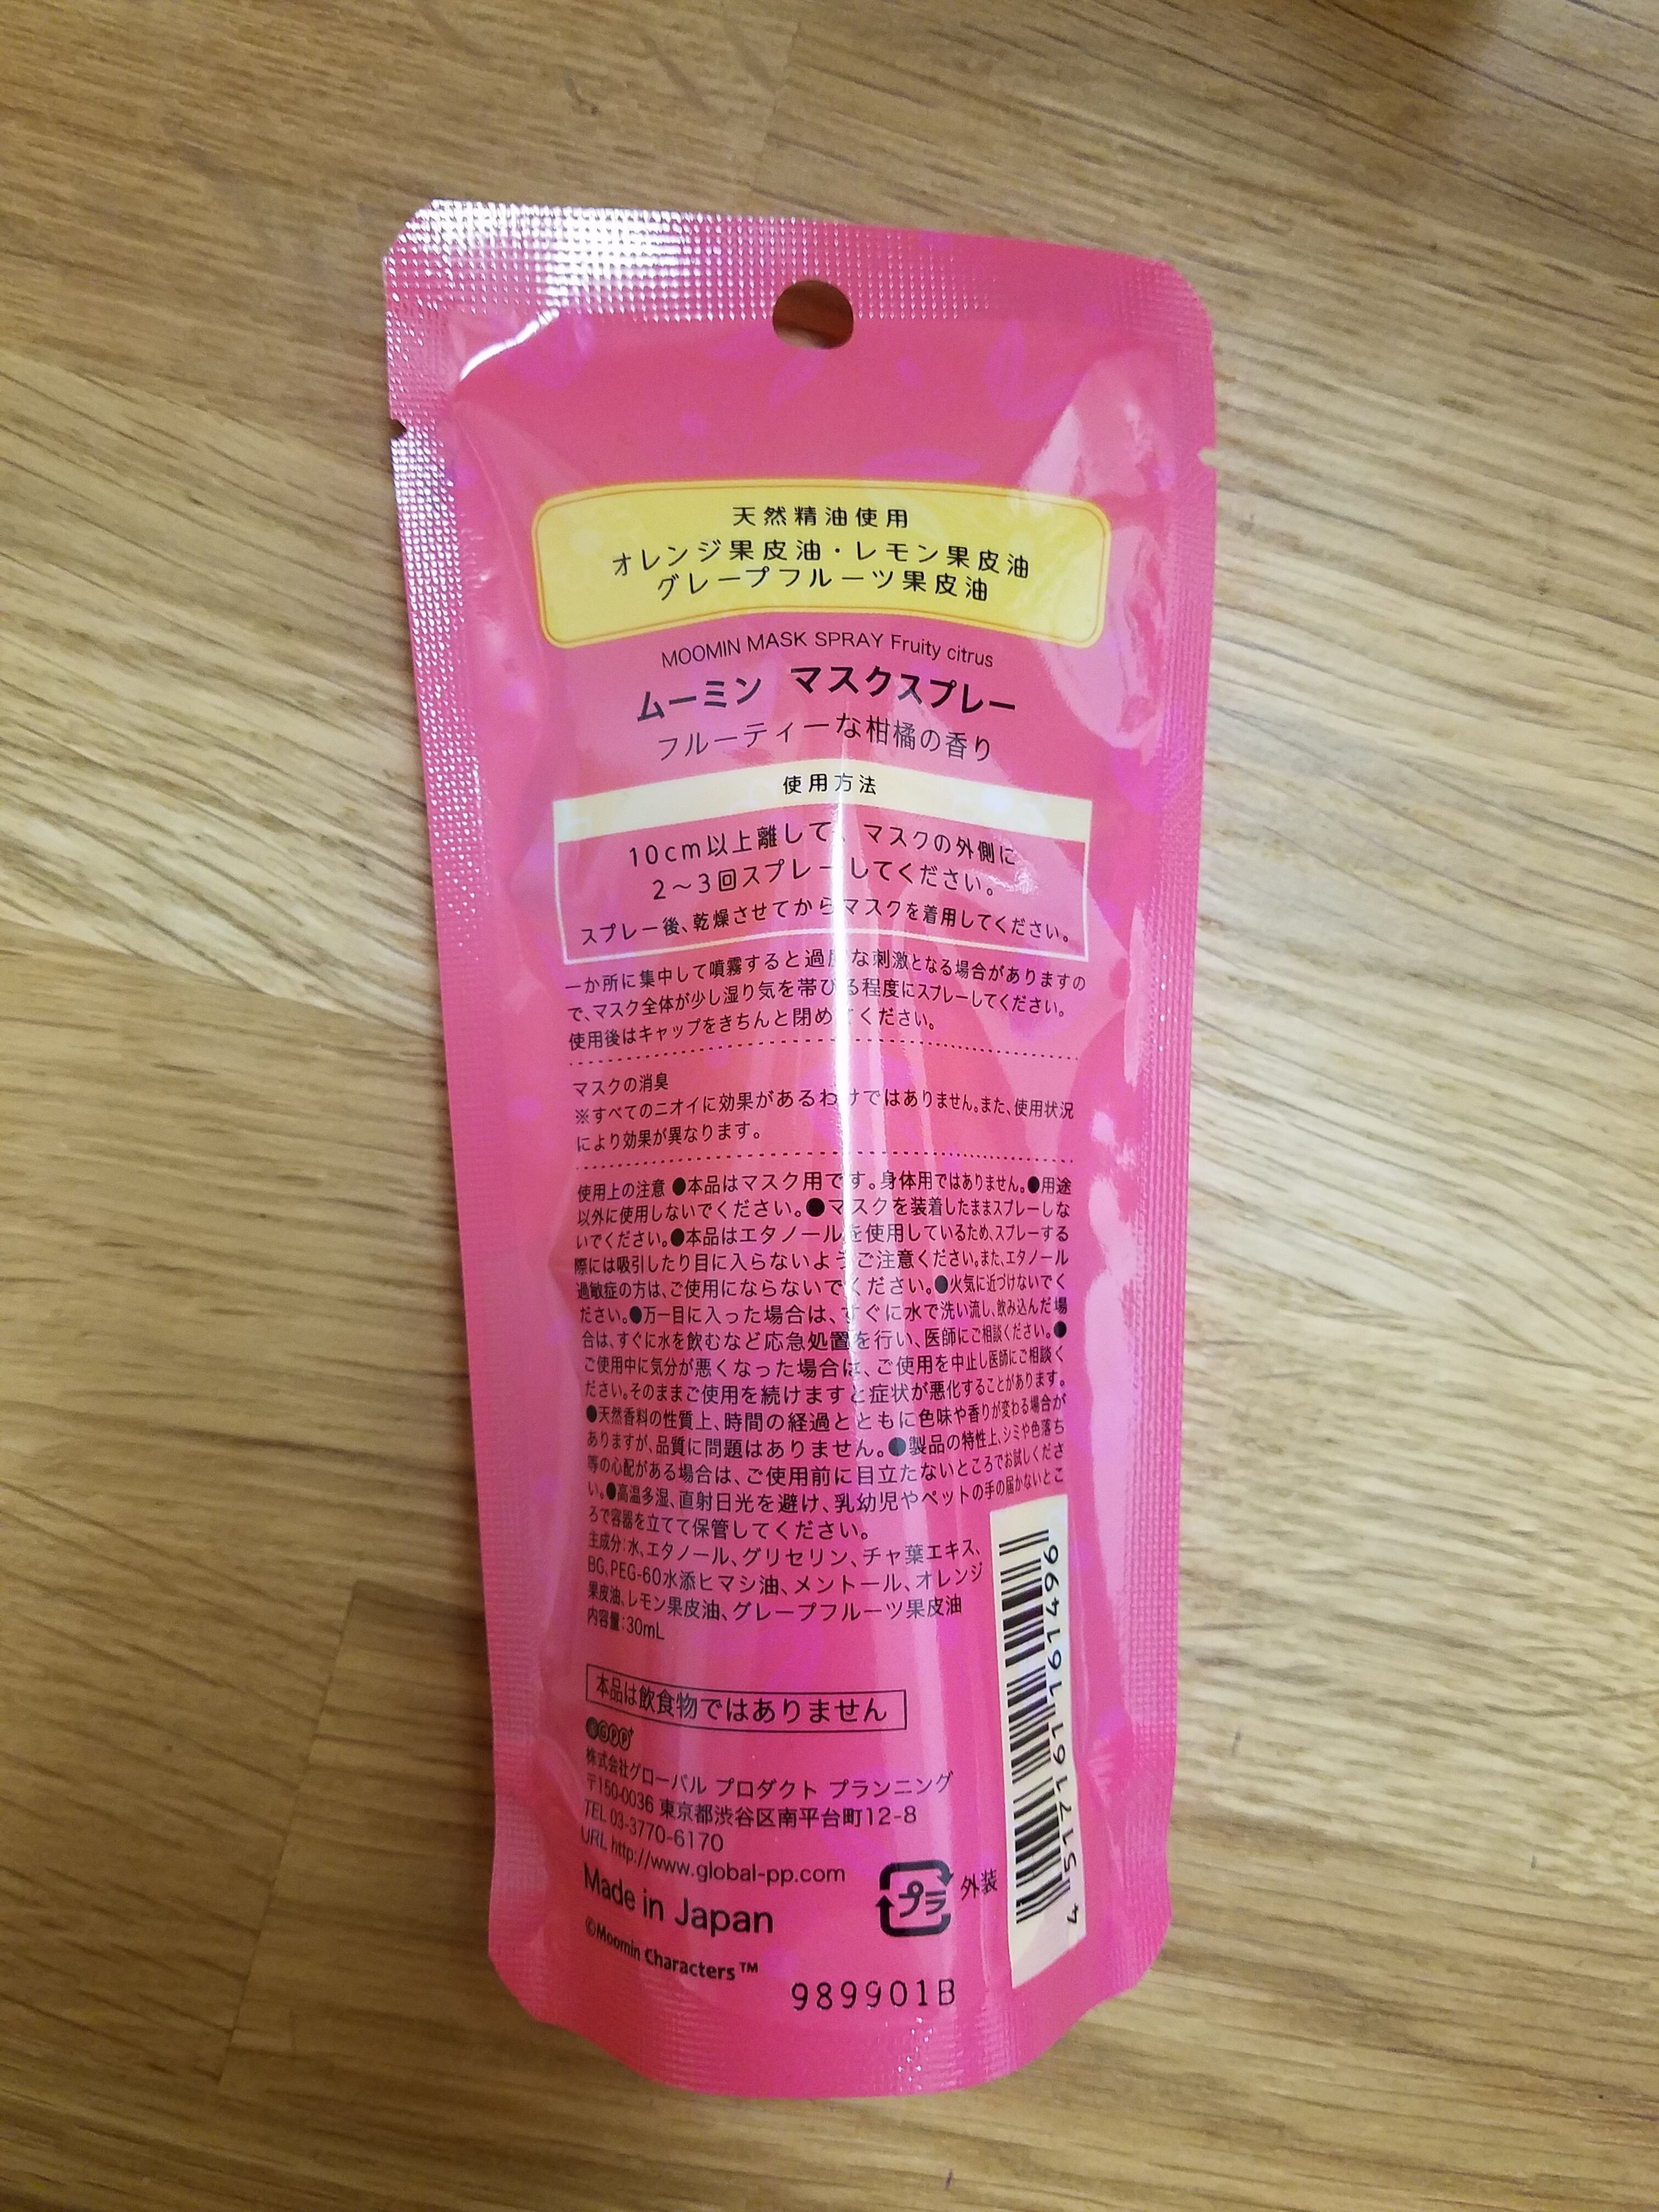 天然精油使用
オレンジ果皮油・レモン果皮油
グレープフルーツ果皮油
MOOMIN MASK SPRAY Fruity citrus
ムーミン マスクスプレー
フルーティーな柑橘の香り
使用方法
10cm以上離して、マスクの外側に
2～3回スプレーしてください。
スプレー後、乾燥させてからマスクを着用してください。
一か所に集中して噴霧すると過度な刺激となる場合がありますの
で、マスク全体が少し湿り気を帯びる程度にスプレーしてください。
使用後はキャップをきちんと閉めてください。
マスクの消臭
※すべてのニオイに効果があるわけではありません。また、使用状況
により効果が異なります。
使用上の注意 ●本品はマスク用です。身体用ではありません。●用途
以外に使用しないでください。●マスクを装着したままスプレーしな
いでください。●本品はエタノールを使用しているため、スプレーする
際には吸引したり目に入らないようご注意ください。また、エタノール
過敏症の方は、ご使用にならないでください。●火気に近づけないでく
ださい。●万一目に入った場合は、すぐに水で洗い流し、飲み込んだ場
合は、すぐに水を飲むなど応急処置を行い、医師にご相談ください。●
ご使用中に気分が悪くなった場合は、ご使用を中止し医師にご相談く
ださい。そのままご使用を続けますと症状が悪化することがあります。
●天然香料の性質上、時間の経過とともに色味や香りが変わる場合が
ありますが、品質に問題はありません。●製品の特性上、シミや色落ち
等の心配がある場合は、ご使用前に目立たないところでお試しくださ
い。●高温多湿、直射日光を避け、乳幼児やペットの手の届かないとこ
ろで容器を立てて保管してください。
主成分:水、エタノール、グリセリン、チャ葉エキス、
BG、PEG-60水添ヒマシ油、メントール、オレンジ
果皮油、レモン果皮油、グレープフルーツ果皮油
内容量:30mL
本品は飲食物ではありません
GPP
株式会社グローバル プロダクト プランニング
〒150-0036 東京都渋谷区南平台町12-8
TEL 03-3770-6170
URL http://www.global-pp.com
Made in Japan
©Moomin Characters™
プラ 外装
4 517161 191496
989901B